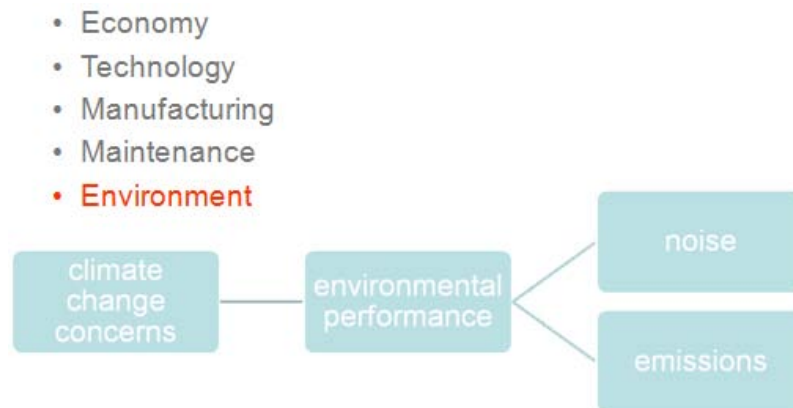 • Economy
• Technology
• Manufacturing
• Maintenance
• Environment
climate
change
concerns
environmental
performance
noise
emissions